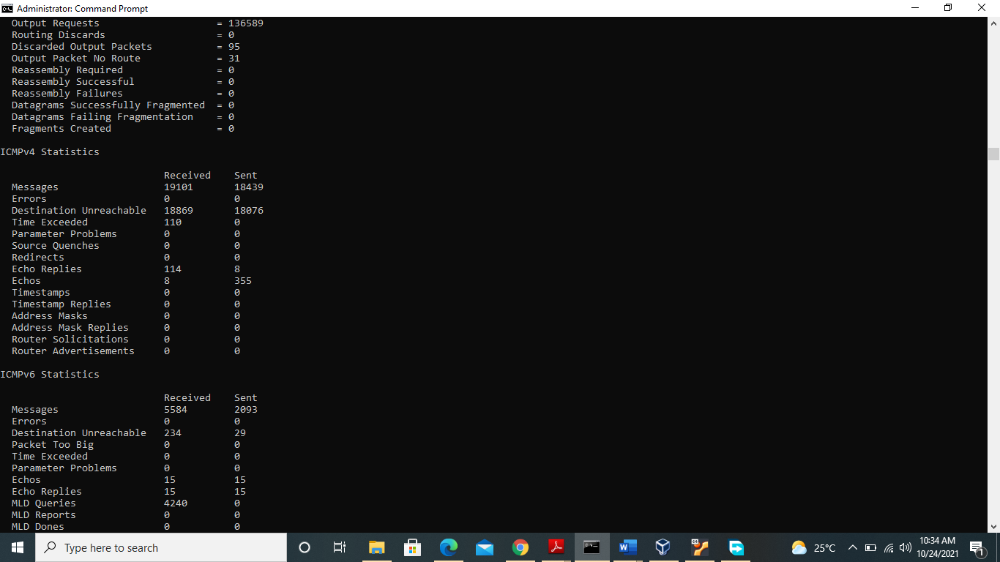 Administrator: Command Prompt
Output Requests = 136589
Routing Discards = 0
Discarded Output Packets = 95
Output Packet No Route = 31
Reassembly Required = 0
Reassembly Successful = 0
Reassembly Failures = 0
Datagrams Successfully Fragmented = 0
Datagrams Failing Fragmentation = 0
Fragments Created = 0
ICMPv4 Statistics
Received Sent
Messages 19101 18439
Errors 0 0
Destination Unreachable 18869 18076
Time Exceeded 110 0
Parameter Problems 0 0
Source Quenches 0 0
Redirects 0 0
Echo Replies 114 8
Echos 8 355
Timestamps 0 0
Timestamp Replies 0 0
Address Masks 0 0
Address Mask Replies 0 0
Router Solicitations 0 0
Router Advertisements 0 0
ICMPv6 Statistics
Received Sent
Messages 5584 2093
Errors 0 0
Destination Unreachable 234 29
Packet Too Big 0 0
Time Exceeded 0 0
Parameter Problems 0 0
Echos 15 15
Echo Replies 15 15
MLD Queries 4240 0
MLD Reports 0 0
MLD Dones 0 0
Type here to search
25°C
10:34 AM
10/24/2021
1